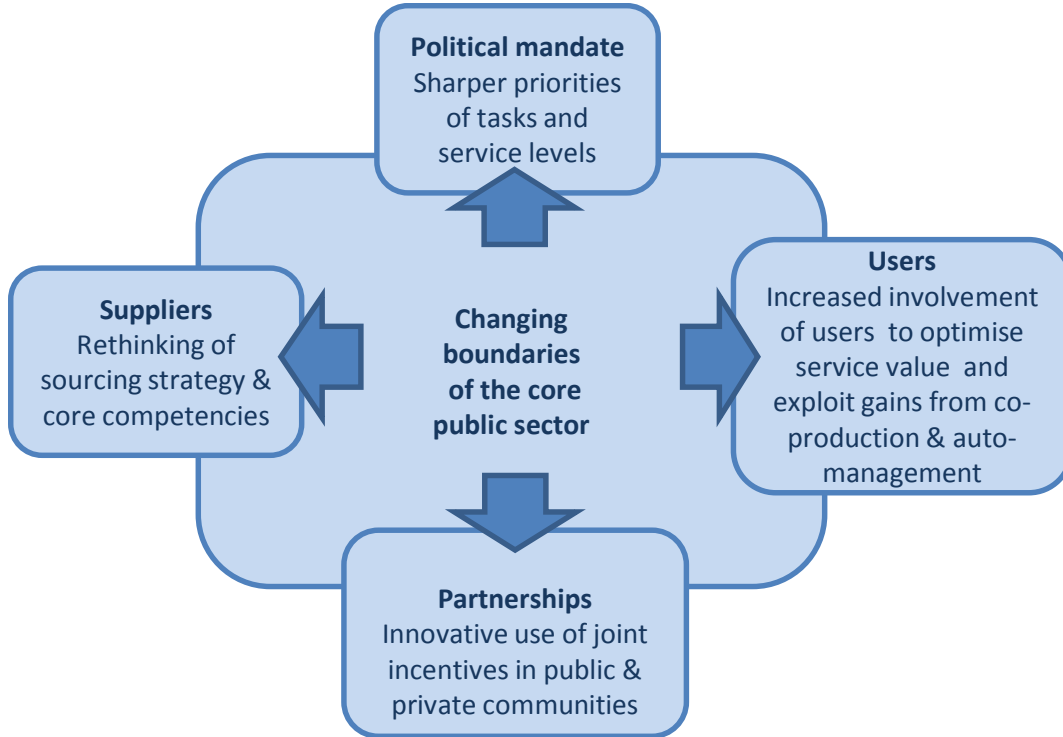 Political mandate
Sharper priorities
of tasks and
service levels
Suppliers
Rethinking of
sourcing strategy &
core competencies
Changing
boundaries
of the core
public sector
Users
Increased involvement
of users to optimise
service value and
exploit gains from co-
production & auto-
management
Partnerships
Innovative use of joint
incentives in public &
private communities